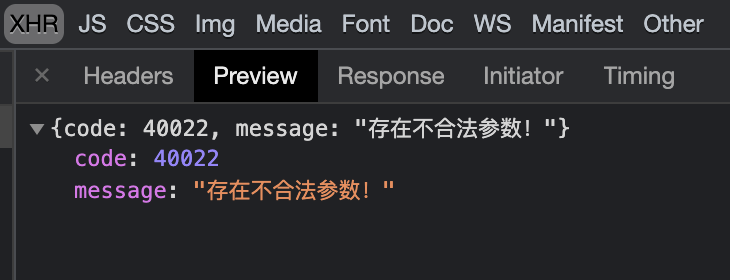 XHR JS CSS Img Media Font Doc WS Manifest Other
× Headers Preview Response Initiator Timing
▼{code: 40022, message: "存在不合法参数！"}
code: 40022
message: "存在不合法参数！"